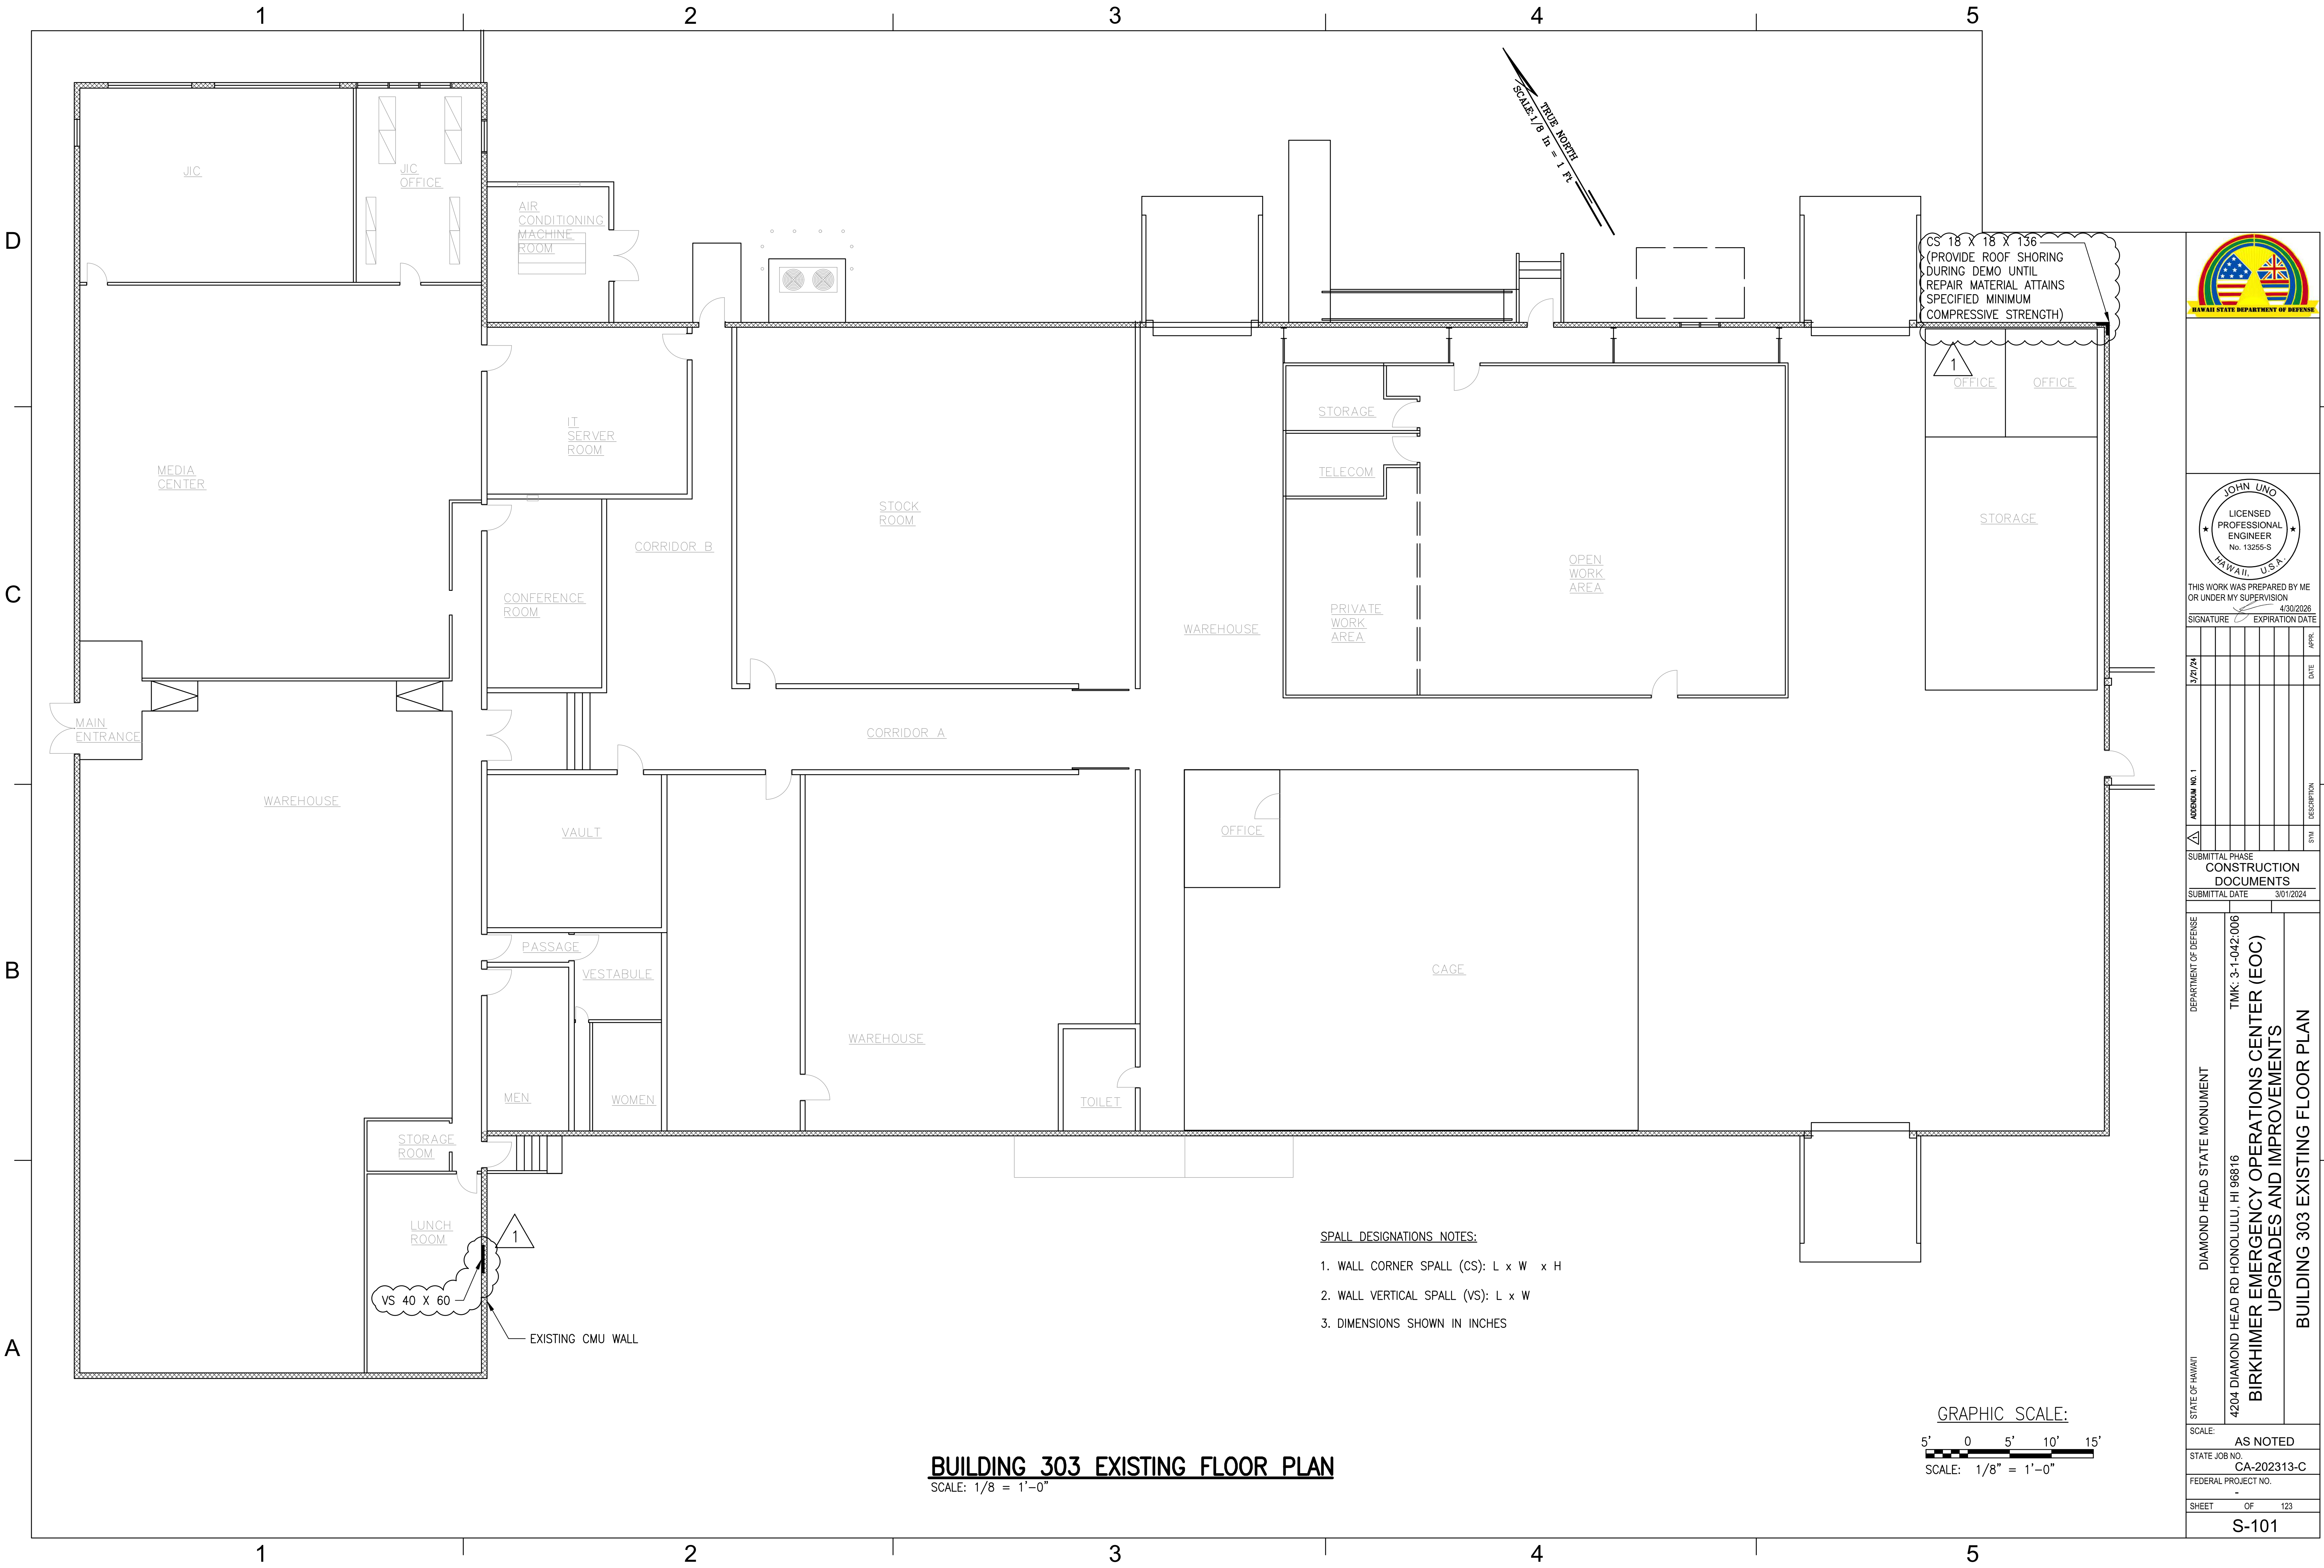 1
2
3
4
5
D
C
B
A
JIC
JIC
OFFICE
AIR
CONDITIONING
MACHINE
ROOM
TRUE NORTH
SCALE:1/8 In = 1 Ft
CS 18 X 18 X 136
(PROVIDE ROOF SHORING
DURING DEMO UNTIL
REPAIR MATERIAL ATTAINS
SPECIFIED MINIMUM
COMPRESSIVE STRENGTH)
1
OFFICE
OFFICE
STORAGE
IT
SERVER
ROOM
MEDIA
CENTER
TELECOM
STOCK
ROOM
STORAGE
CORRIDOR B
OPEN
WORK
AREA
CONFERENCE
ROOM
PRIVATE
WORK
AREA
WAREHOUSE
MAIN
ENTRANCE
CORRIDOR A
WAREHOUSE
VAULT
OFFICE
PASSAGE
VESTABULE
CAGE
WAREHOUSE
MEN
WOMEN
TOILET
STORAGE
ROOM
LUNCH
ROOM
1
VS 40 X 60
EXISTING CMU WALL
SPALL DESIGNATIONS NOTES:
1. WALL CORNER SPALL (CS): L x W x H
2. WALL VERTICAL SPALL (VS): L x W
3. DIMENSIONS SHOWN IN INCHES
BUILDING 303 EXISTING FLOOR PLAN
SCALE: 1/8 = 1'-0"
GRAPHIC SCALE:
5' 0 5' 10' 15'
SCALE: 1/8" = 1'-0"
1
2
3
4
5
HAWAII STATE DEPARTMENT OF DEFENSE
JOHN UNO
LICENSED
PROFESSIONAL
ENGINEER
No. 13255-S
HAWAII, U.S.A.
THIS WORK WAS PREPARED BY ME
OR UNDER MY SUPERVISION
4/30/2026
SIGNATURE EXPIRATION DATE
1 ADDENDUM NO. 1 3/21/24
SYM DESCRIPTION DATE APPR.
SUBMITTAL PHASE
CONSTRUCTION
DOCUMENTS
SUBMITTAL DATE 3/01/2024
STATE OF HAWAI'I DIAMOND HEAD STATE MONUMENT DEPARTMENT OF DEFENSE
4204 DIAMOND HEAD RD HONOLULU, HI 96816 TMK: 3-1-042:006
BIRKHIMER EMERGENCY OPERATIONS CENTER (EOC)
UPGRADES AND IMPROVEMENTS
BUILDING 303 EXISTING FLOOR PLAN
SCALE:
AS NOTED
STATE JOB NO.
CA-202313-C
FEDERAL PROJECT NO.
-
SHEET OF 123
S-101